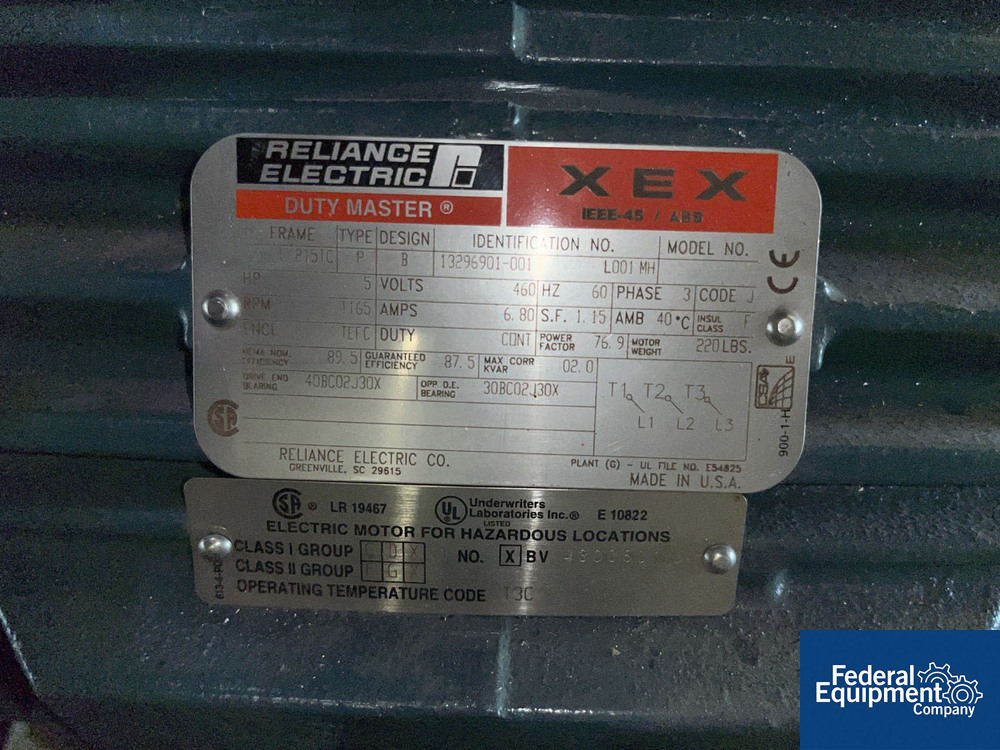 RELIANCE
ELECTRIC
DUTY MASTER ®
XEX
IEEE-45 / ABS
FRAME TYPE DESIGN IDENTIFICATION NO. MODEL NO.
P B 13296901-001 L001 MH
HP 5 VOLTS 460 HZ 60 PHASE 3 CODE J
RPM 1165 AMPS 6.80 S.F. 1.15 AMB 40°C INSUL CLASS F
ENCL TEFC DUTY CONT POWER FACTOR 76.9 MOTOR WEIGHT 220LBS.
NEMA NOM. EFFICIENCY 89.5 GUARANTEED EFFICIENCY 87.5 MAX CORR KVAR 02.0
DRIVE END BEARING 40BC02J30X OPP D.E. BEARING 30BC02J30X
T1 T2 T3
L1 L2 L3
CE
RELIANCE ELECTRIC CO.
GREENVILLE, SC 29615
PLANT (G) - UL FILE NO. E54825
MADE IN U.S.A.
® LR 19467 UL Underwriters Laboratories Inc.® LISTED E 10822
ELECTRIC MOTOR FOR HAZARDOUS LOCATIONS
CLASS I GROUP D X NO. X BV
CLASS II GROUP F G X
OPERATING TEMPERATURE CODE T3C
Federal
Equipment
Company